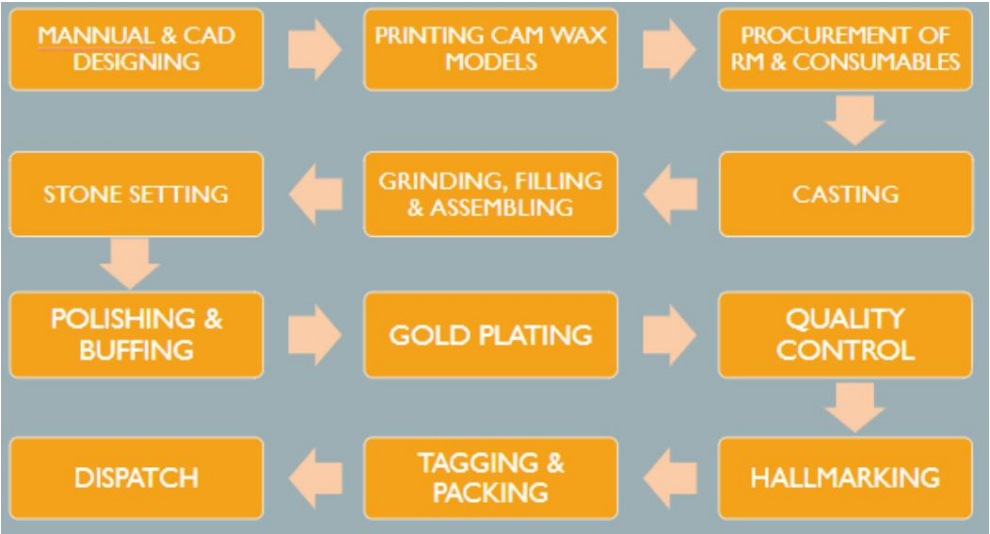 MANNUAL & CAD
DESIGNING
PRINTING CAM WAX
MODELS
PROCUREMENT OF
RM & CONSUMABLES
CASTING
GRINDING, FILLING
& ASSEMBLING
STONE SETTING
POLISHING &
BUFFING
GOLD PLATING
QUALITY
CONTROL
HALLMARKING
TAGGING &
PACKING
DISPATCH